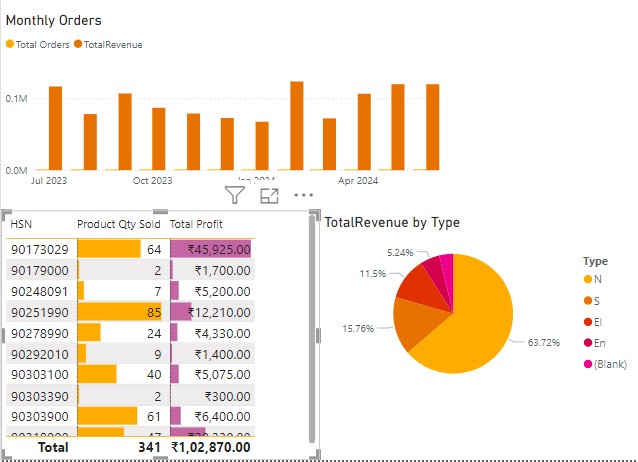 Monthly Orders
Total Orders TotalRevenue
0.1M
0.0M
Jul 2023 Oct 2023 Jan 2024 Apr 2024
HSN Product Qty Sold Total Profit
90173029 64 ₹45,925.00
90179000 2 ₹1,700.00
90248091 7 ₹5,200.00
90251990 85 ₹12,210.00
90278990 24 ₹4,330.00
90292010 9 ₹1,400.00
90303100 40 ₹5,075.00
90303390 2 ₹300.00
90303900 61 ₹6,400.00
47
Total 341 ₹1,02,870.00
TotalRevenue by Type
5.24%
11.5%
15.76%
63.72%
Type
N
S
El
En
(Blank)